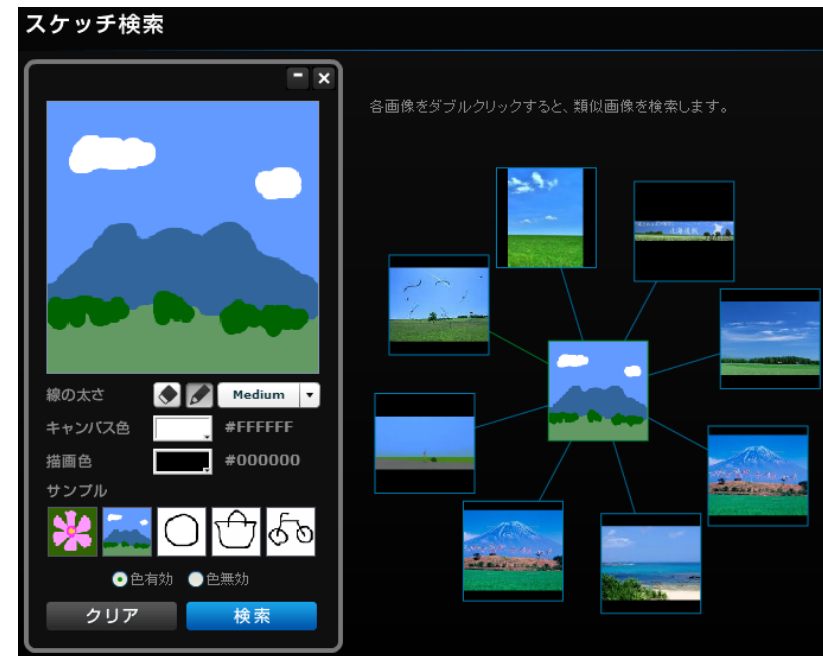 スケッチ検索
各画像をダブルクリックすると、類似画像を検索します。
線の太さ
Medium
キャンバス色
#FFFFFF
描画色
#000000
サンプル
色有効
色無効
クリア
検索